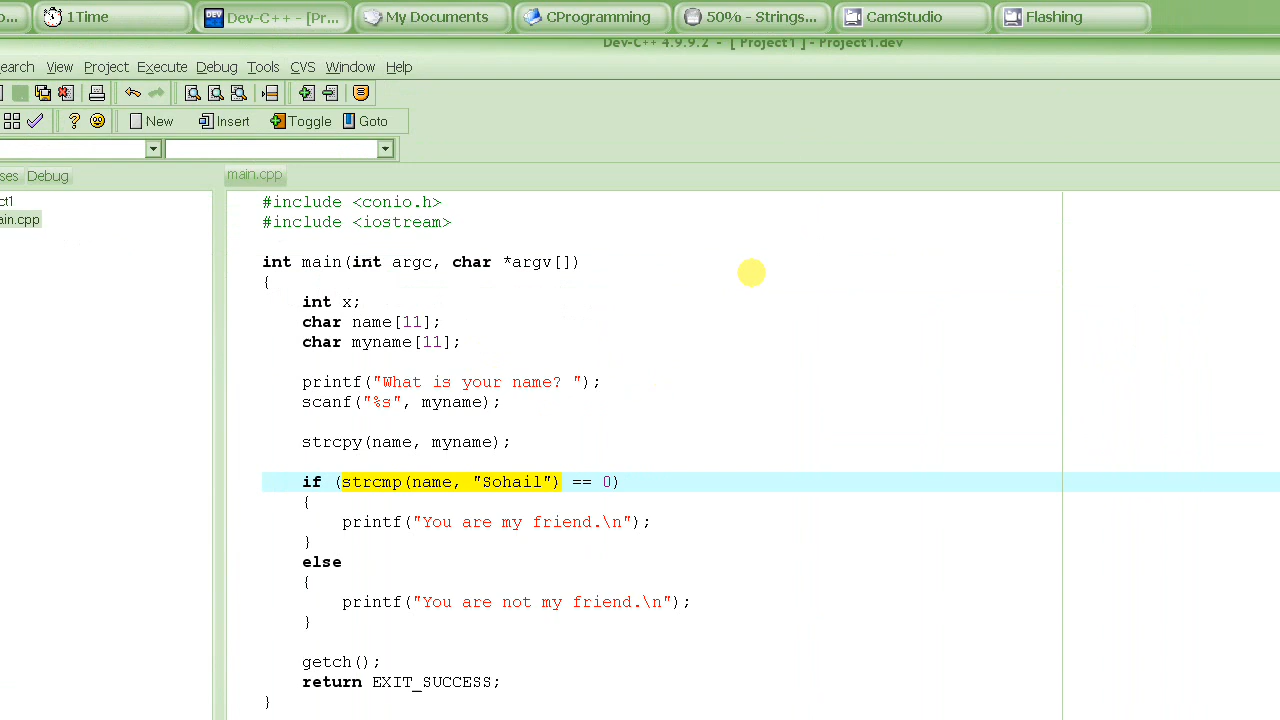 o... 1Time Dev-C++ - [Pr... My Documents CProgramming 50% - Strings... CamStudio Flashing
Dev-C++ 4.9.9.2 - [ Project1 ] - Project1.dev
earch View Project Execute Debug Tools CVS Window Help
New Insert Toggle Goto
ses Debug main.cpp
ct1
ain.cpp
#include <conio.h>
#include <iostream>
int main(int argc, char *argv[])
{
int x;
char name[11];
char myname[11];
printf("What is your name? ");
scanf("%s", myname);
strcpy(name, myname);
if (strcmp(name, "Sohail") == 0)
{
printf("You are my friend.\n");
}
else
{
printf("You are not my friend.\n");
}
getch();
return EXIT_SUCCESS;
}